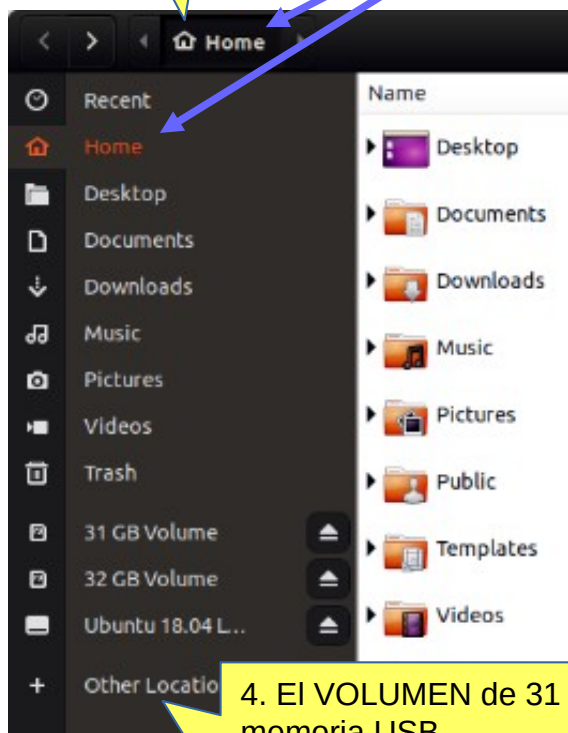 Home
Recent
Name
Home
Desktop
Desktop
Documents
Documents
Downloads
Downloads
Music
Music
Pictures
Pictures
Videos
Public
Trash
31 GB Volume
Templates
32 GB Volume
Videos
Ubuntu 18.04 L...
Other Locatio
4. El VOLUMEN de 31
memoria USB